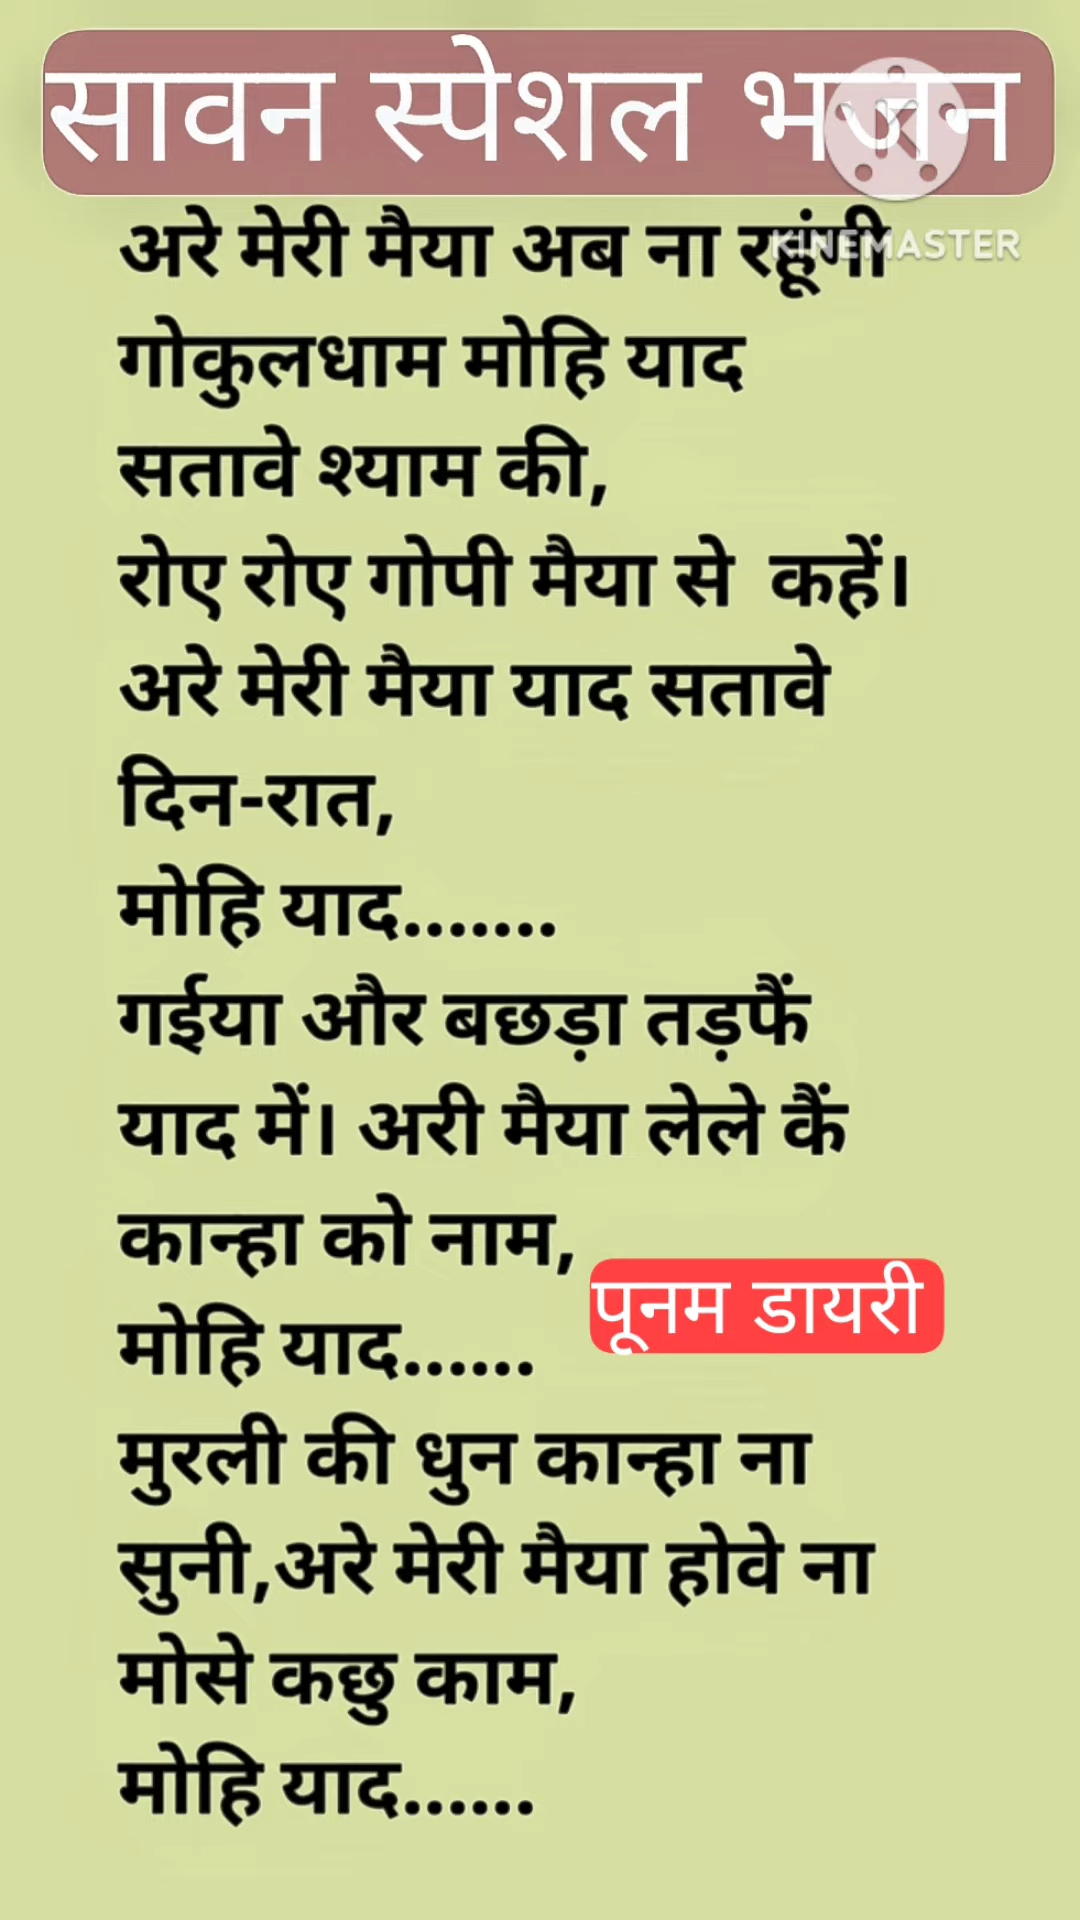 सावन स्पेशल भजन
KINEMASTER
अरे मेरी मैया अब ना रहूंगी
गोकुलधाम मोहि याद
सतावे श्याम की,
रोए रोए गोपी मैया से कहें।
अरे मेरी मैया याद सतावे
दिन-रात,
मोहि याद.......
गईया और बछड़ा तड़फैं
याद में। अरी मैया लेले कैं
कान्हा को नाम,
पूनम डायरी
मोहि याद......
मुरली की धुन कान्हा ना
सुनी,अरे मेरी मैया होवे ना
मोसे कछु काम,
मोहि याद......